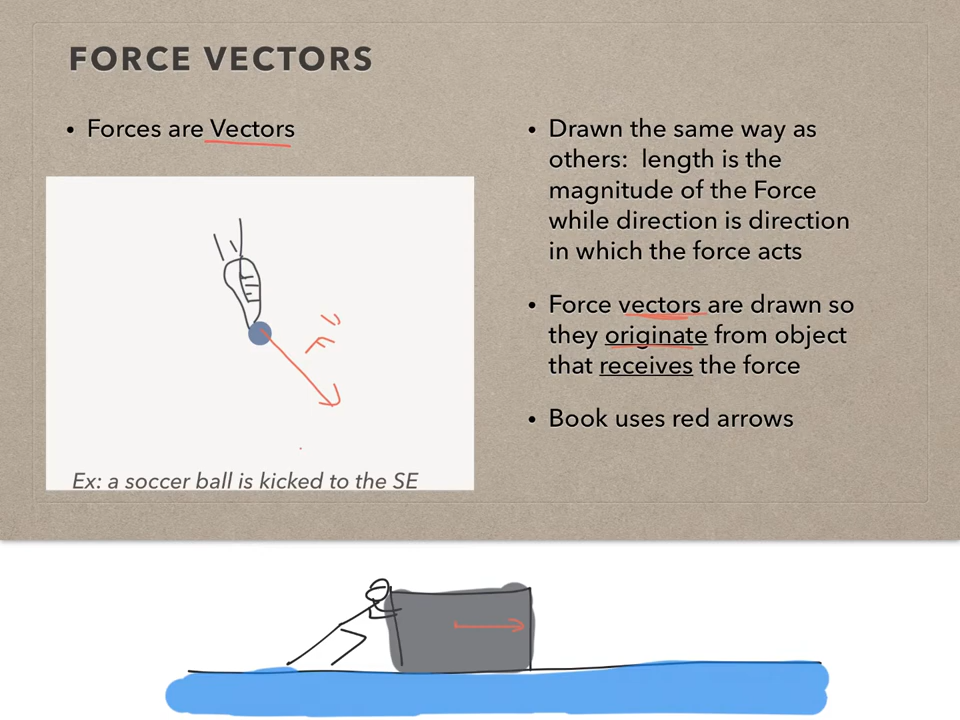 FORCE VECTORS
• Forces are Vectors
F
Ex: a soccer ball is kicked to the SE
• Drawn the same way as
others: length is the
magnitude of the Force
while direction is direction
in which the force acts
• Force vectors are drawn so
they originate from object
that receives the force
• Book uses red arrows